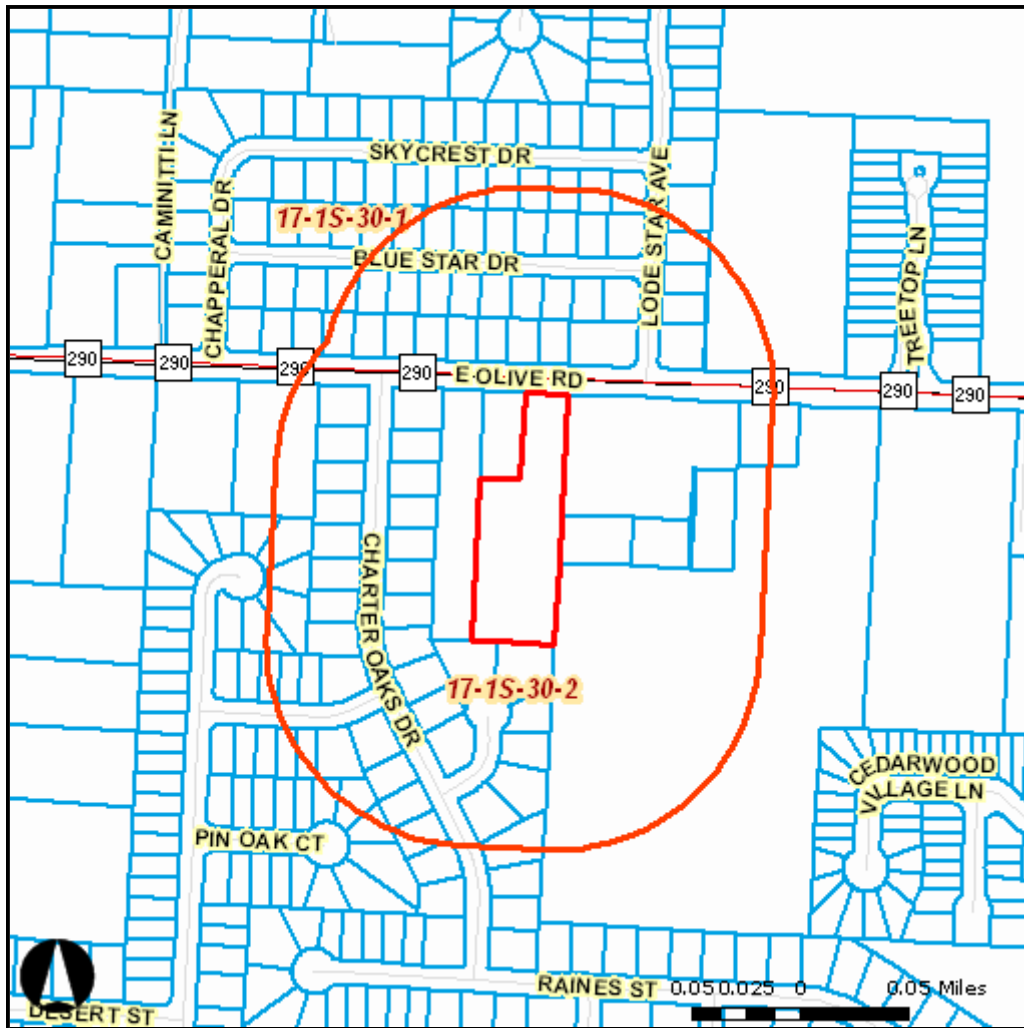 CAMINITTI LN
SKYCREST DR
CHAPPERAL DR
17-1S-30-1
BLUE STAR DR
LODE STAR AVE
TREETOP LN
290
290
290
290
E OLIVE RD
290
290
290
CHARTER OAKS DR
17-1S-30-2
CEDARWOOD
VILLAGE LN
PIN OAK CT
RAINES ST
DESERT ST
0.05 0.025 0 0.05 Miles